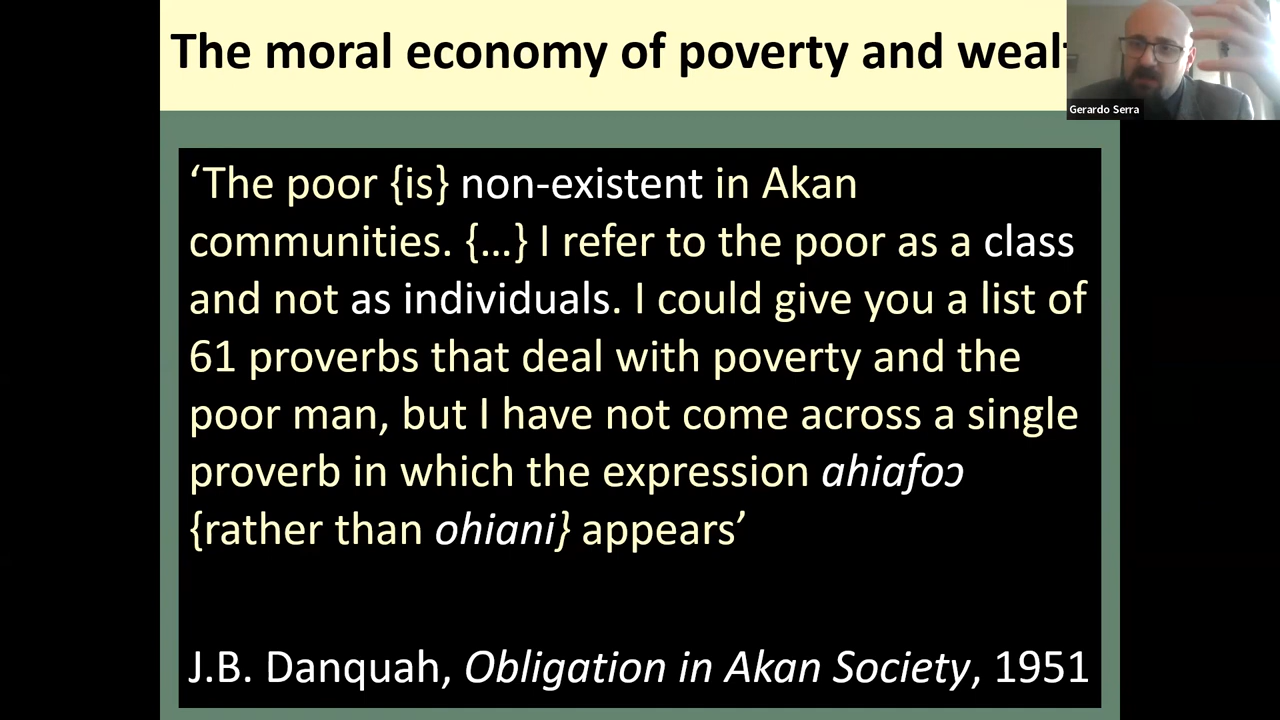 The moral economy of poverty and weal
Gerardo Serra
‘The poor {is} non-existent in Akan
communities. {...} I refer to the poor as a class
and not as individuals. I could give you a list of
61 proverbs that deal with poverty and the
poor man, but I have not come across a single
proverb in which the expression ahiafoɔ
{rather than ohiani} appears’
J.B. Danquah, Obligation in Akan Society, 1951